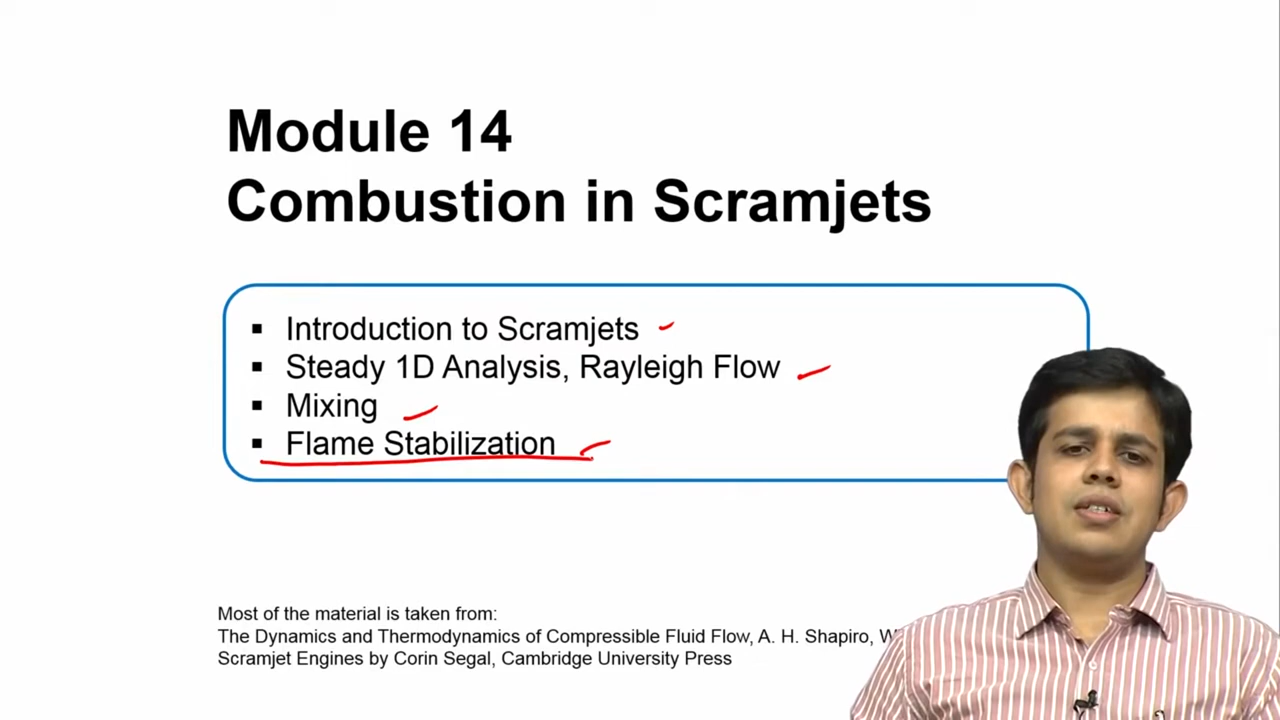 Module 14
Combustion in Scramjets
▪ Introduction to Scramjets
▪ Steady 1D Analysis, Rayleigh Flow
▪ Mixing
▪ Flame Stabilization
Most of the material is taken from:
The Dynamics and Thermodynamics of Compressible Fluid Flow, A. H. Shapiro,
Scramjet Engines by Corin Segal, Cambridge University Press